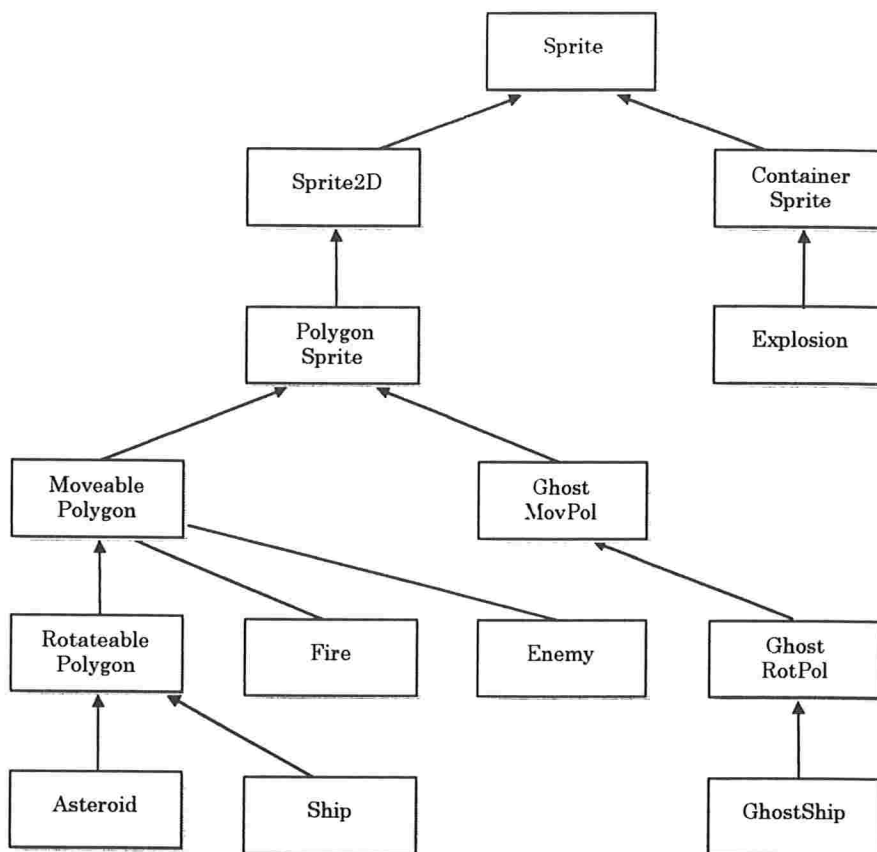 Sprite
Sprite2D
Container
Sprite
Polygon
Sprite
Explosion
Moveable
Polygon
Ghost
MovPol
Rotateable
Polygon
Fire
Enemy
Ghost
RotPol
Asteroid
Ship
GhostShip